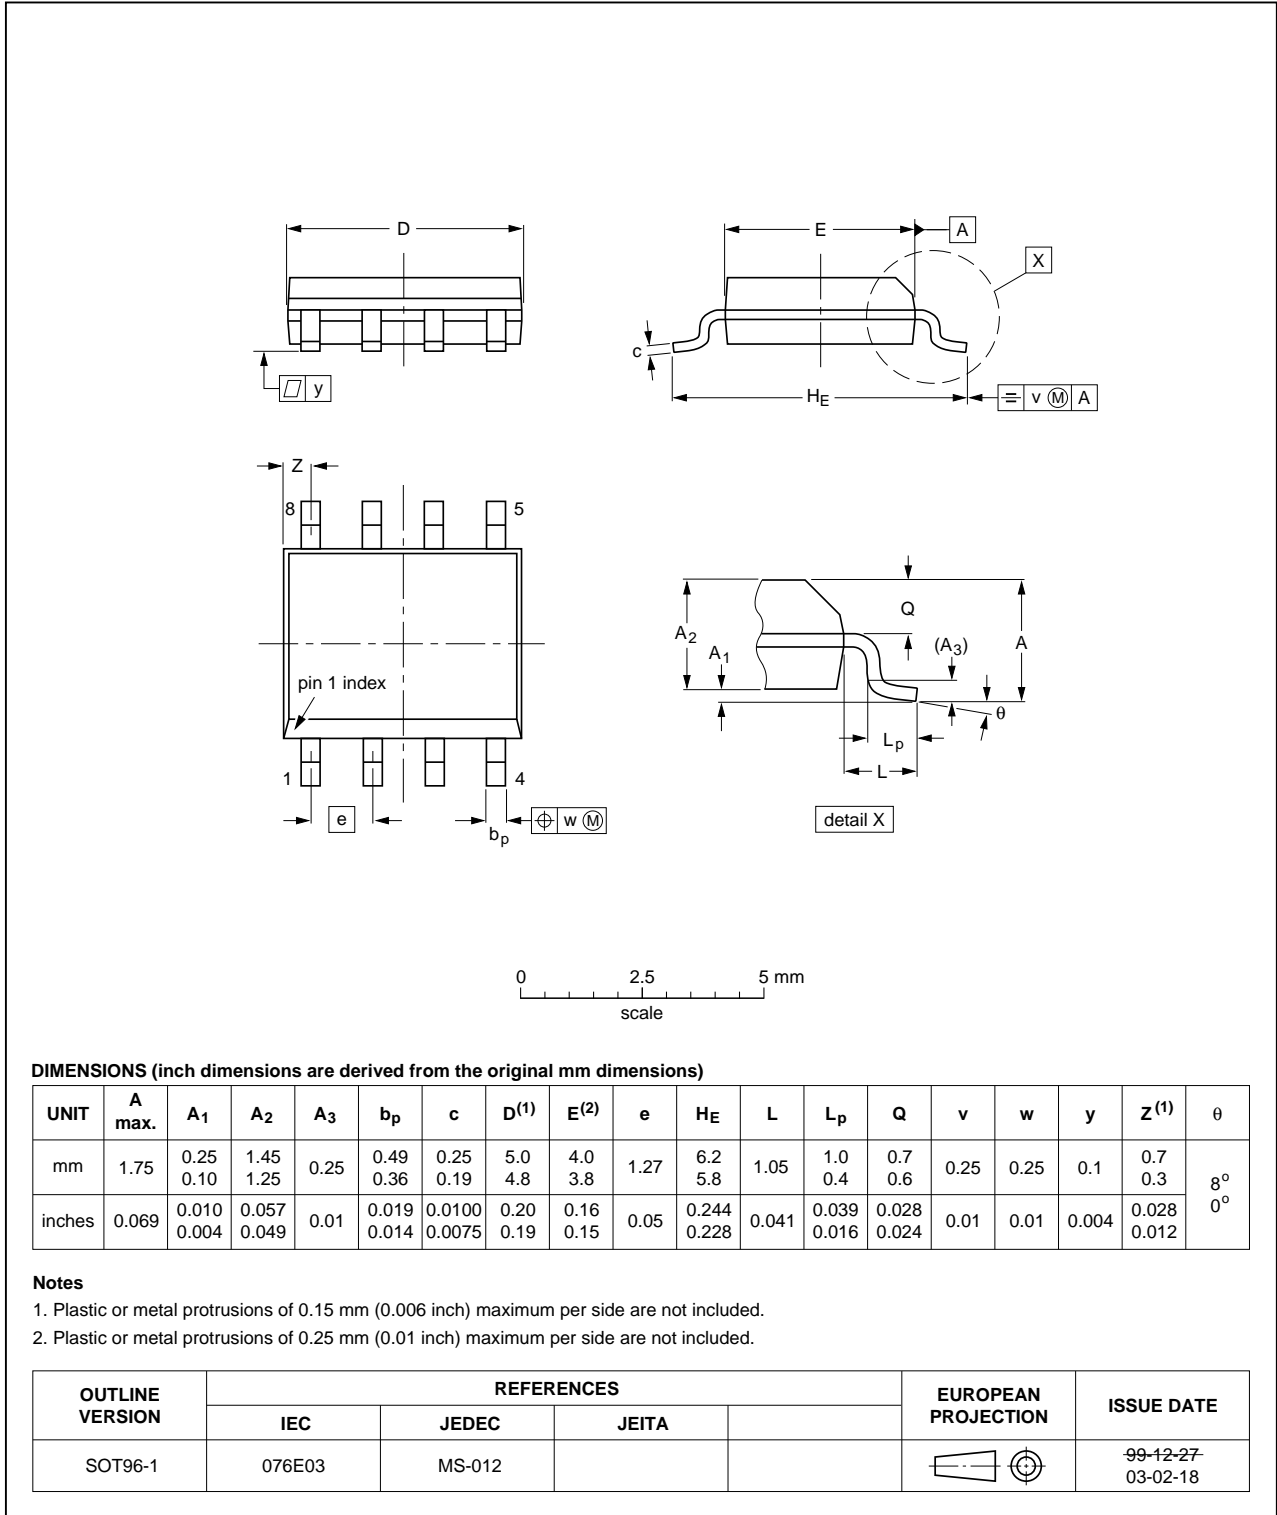 D
E
A
X
c
y
HE
v M A
Z
8
5
A2
A1
Q
(A3)
A
θ
Lp
L
pin 1 index
1
4
e
bp
w M
detail X
0 2.5 5 mm
scale
DIMENSIONS (inch dimensions are derived from the original mm dimensions)
UNIT A max. A1 A2 A3 bp c D(1) E(2) e HE L Lp Q v w y Z(1) θ
mm 1.75 0.25 0.10 1.45 1.25 0.25 0.49 0.36 0.25 0.19 5.0 4.8 4.0 3.8 1.27 6.2 5.8 1.05 1.0 0.4 0.7 0.6 0.25 0.25 0.1 0.7 0.3 8° 0°
inches 0.069 0.010 0.004 0.057 0.049 0.01 0.019 0.014 0.0100 0.0075 0.20 0.19 0.16 0.15 0.05 0.244 0.228 0.041 0.039 0.016 0.028 0.024 0.01 0.01 0.004 0.028 0.012
Notes
1. Plastic or metal protrusions of 0.15 mm (0.006 inch) maximum per side are not included.
2. Plastic or metal protrusions of 0.25 mm (0.01 inch) maximum per side are not included.
OUTLINE VERSION REFERENCES EUROPEAN PROJECTION ISSUE DATE
IEC JEDEC JEITA
SOT96-1 076E03 MS-012 99-12-27
03-02-18